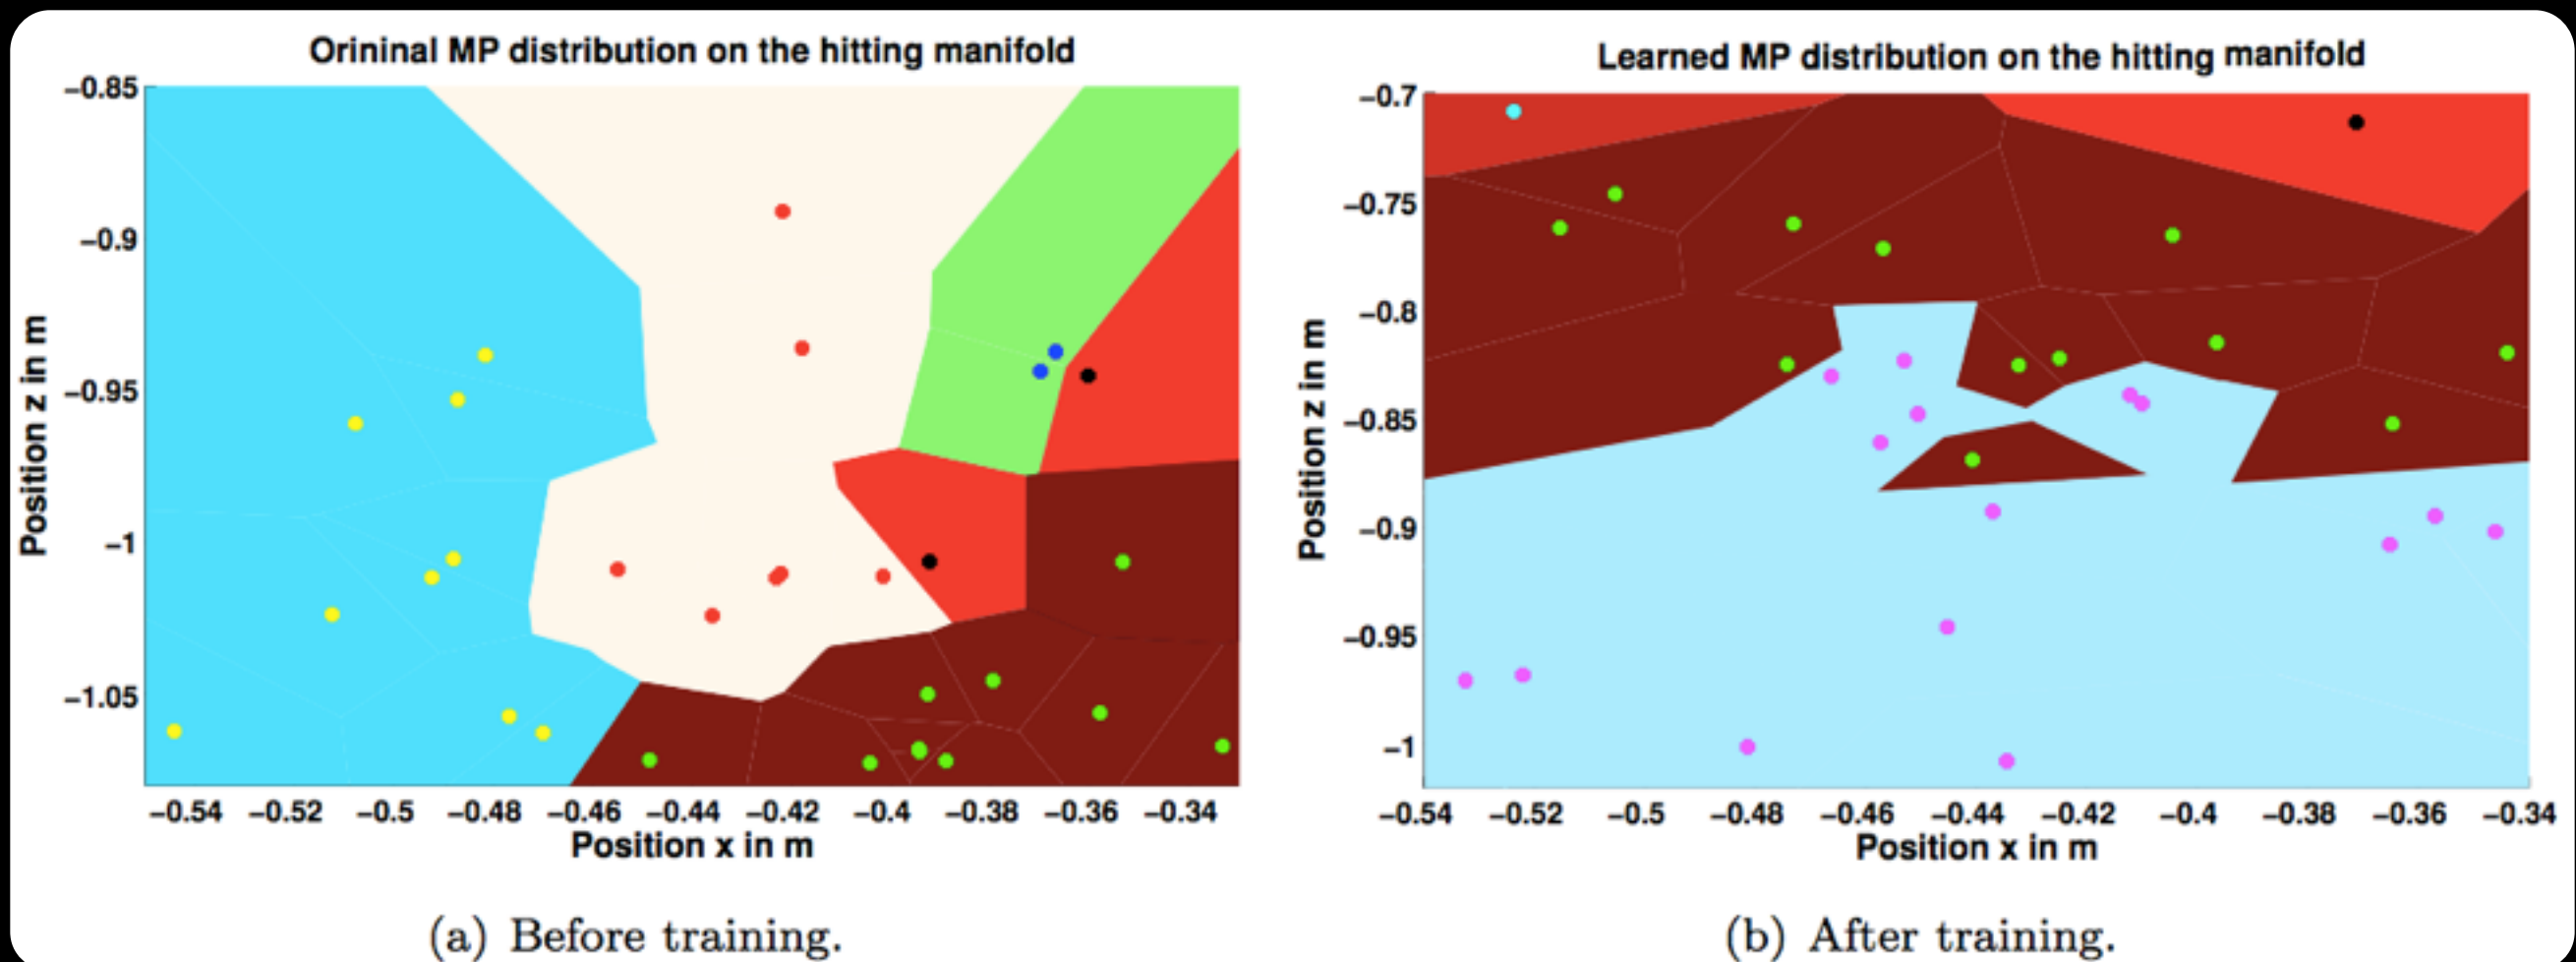 Orininal MP distribution on the hitting manifold
−0.85
−0.9
−0.95
−1
−1.05
Position z in m
−0.54 −0.52 −0.5 −0.48 −0.46 −0.44 −0.42 −0.4 −0.38 −0.36 −0.34
Position x in m
(a) Before training.
Learned MP distribution on the hitting manifold
−0.7
−0.75
−0.8
−0.85
−0.9
−0.95
−1
Position z in m
−0.54 −0.52 −0.5 −0.48 −0.46 −0.44 −0.42 −0.4 −0.38 −0.36 −0.34
Position x in m
(b) After training.